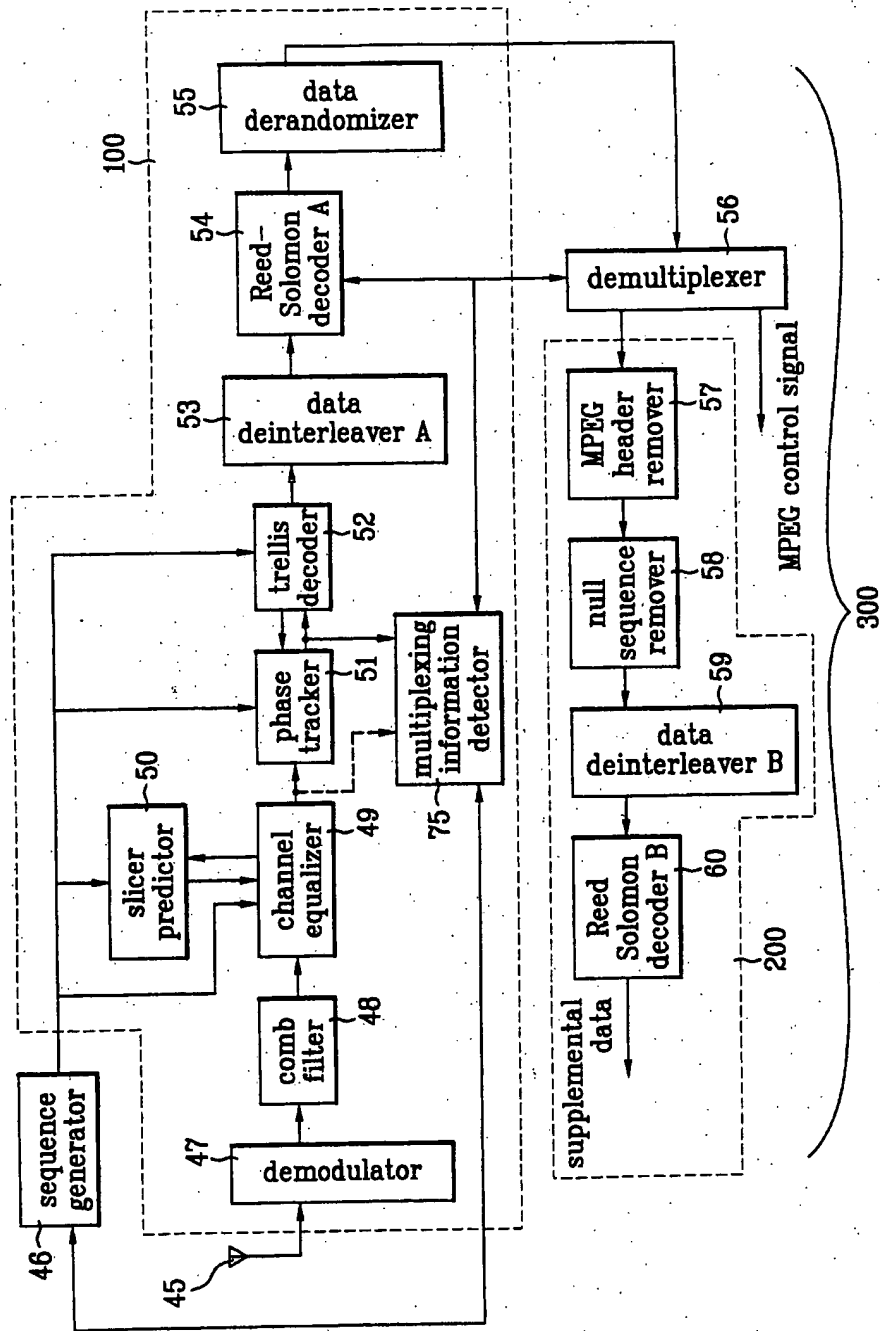 46
sequence
generator
100
50
slicer
predictor
45
47
demodulator
48
comb
filter
49
channel
equalizer
51
phase
tracker
52
trellis
decoder
53
data
deinterleaver A
54
Reed-
Solomon
decoder A
55
data
derandomizer
75
multiplexing
information
detector
56
demultiplexer
supplemental
data
60
Reed
Solomon
decoder B
59
data
deinterleaver B
58
null
sequence
remover
57
MPEG
header
remover
MPEG control signal
200
300